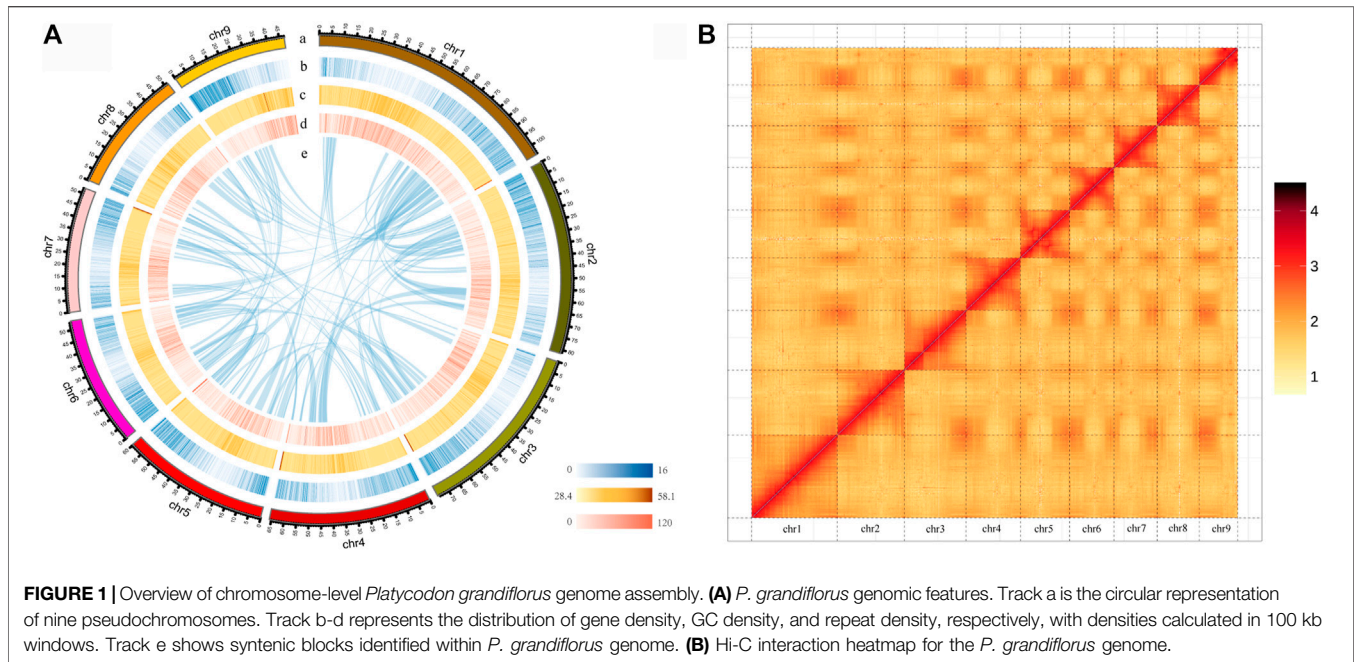 A
B
a
b
c
d
e
chr1
chr2
chr3
chr4
chr5
chr6
chr7
chr8
chr9
0 16
28.4 58.1
0 120
4
3
2
1
chr1 chr2 chr3 chr4 chr5 chr6 chr7 chr8 chr9
FIGURE 1 | Overview of chromosome-level Platycodon grandiflorus genome assembly. (A) P. grandiflorus genomic features. Track a is the circular representation
of nine pseudochromosomes. Track b-d represents the distribution of gene density, GC density, and repeat density, respectively, with densities calculated in 100 kb
windows. Track e shows syntenic blocks identified within P. grandiflorus genome. (B) Hi-C interaction heatmap for the P. grandiflorus genome.